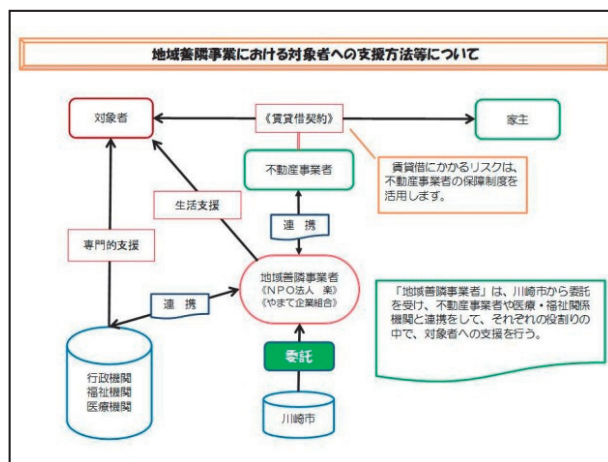 地域善隣事業における対象者への支援方法等について
対象者
《賃貸借契約》
家主
不動産事業者
賃貸借にかかるリスクは、
不動産事業者の保障制度を
活用します。
生活支援
連 携
専門的支援
地域善隣事業者
《NPO法人 楽》
《やまて企業組合》
連 携
「地域善隣事業者」は、川崎市から委託
を受け、不動産事業者や医療・福祉関係
機関と連携をして、それぞれの役割りの
中で、対象者への支援を行う。
委託
行政機関
福祉機関
医療機関
川崎市